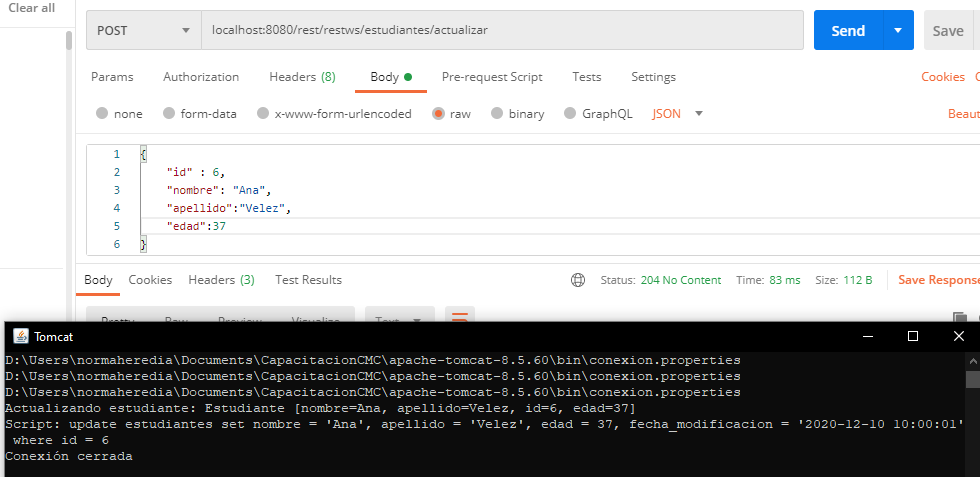 Clear all
POST localhost:8080/rest/restws/estudiantes/actualizar Send Save
Params Authorization Headers (8) Body Pre-request Script Tests Settings Cookies
none form-data x-www-form-urlencoded raw binary GraphQL JSON Beaut
1 {
2 "id" : 6,
3 "nombre": "Ana",
4 "apellido":"Velez",
5 "edad":37
6 }
Body Cookies Headers (3) Test Results Status: 204 No Content Time: 83 ms Size: 112 B Save Response
Pretty Raw Preview Visualize Text
Tomcat
D:\Users\normaheredia\Documents\CapacitacionCMC\apache-tomcat-8.5.60\bin\conexion.properties
D:\Users\normaheredia\Documents\CapacitacionCMC\apache-tomcat-8.5.60\bin\conexion.properties
D:\Users\normaheredia\Documents\CapacitacionCMC\apache-tomcat-8.5.60\bin\conexion.properties
Actualizando estudiante: Estudiante [nombre=Ana, apellido=Velez, id=6, edad=37]
Script: update estudiantes set nombre = 'Ana', apellido = 'Velez', edad = 37, fecha_modificacion = '2020-12-10 10:00:01'
where id = 6
Conexión cerrada